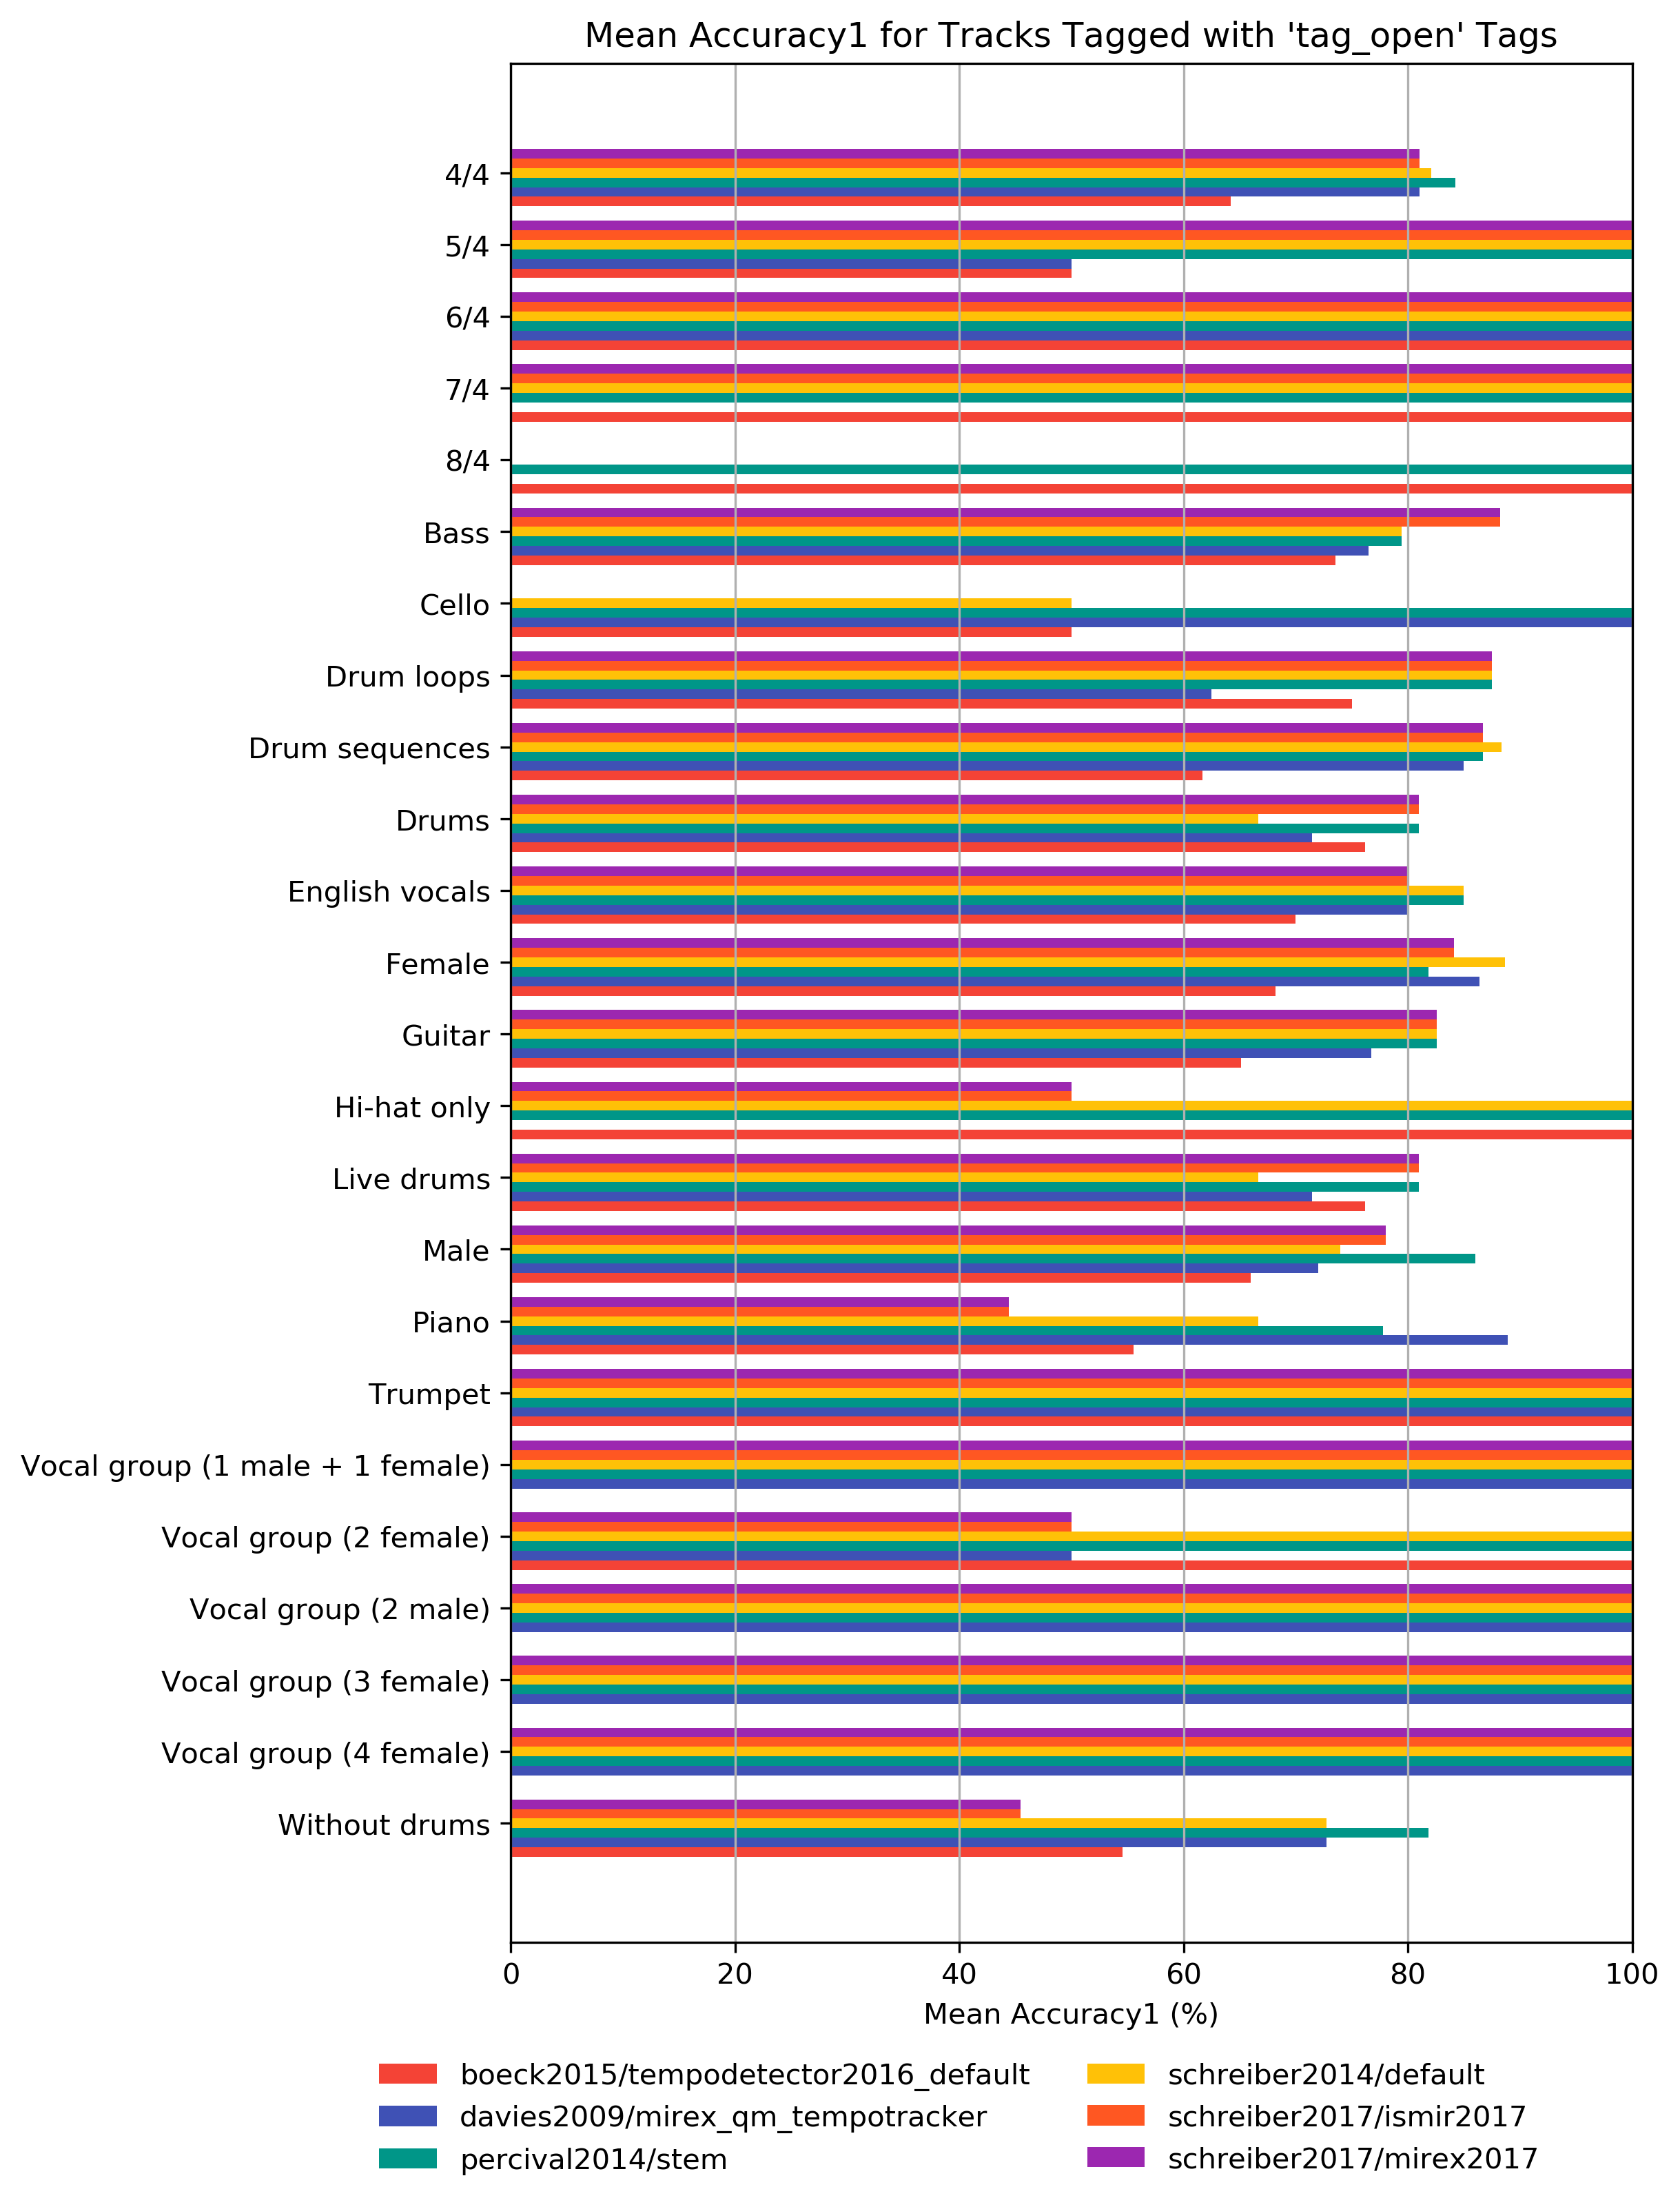 Mean Accuracy1 for Tracks Tagged with 'tag_open' Tags
4/4
5/4
6/4
7/4
8/4
Bass
Cello
Drum loops
Drum sequences
Drums
English vocals
Female
Guitar
Hi-hat only
Live drums
Male
Piano
Trumpet
Vocal group (1 male + 1 female)
Vocal group (2 female)
Vocal group (2 male)
Vocal group (3 female)
Vocal group (4 female)
Without drums
0 20 40 60 80 100
Mean Accuracy1 (%)
boeck2015/tempodetector2016_default
davies2009/mirex_qm_tempotracker
percival2014/stem
schreiber2014/default
schreiber2017/ismir2017
schreiber2017/mirex2017